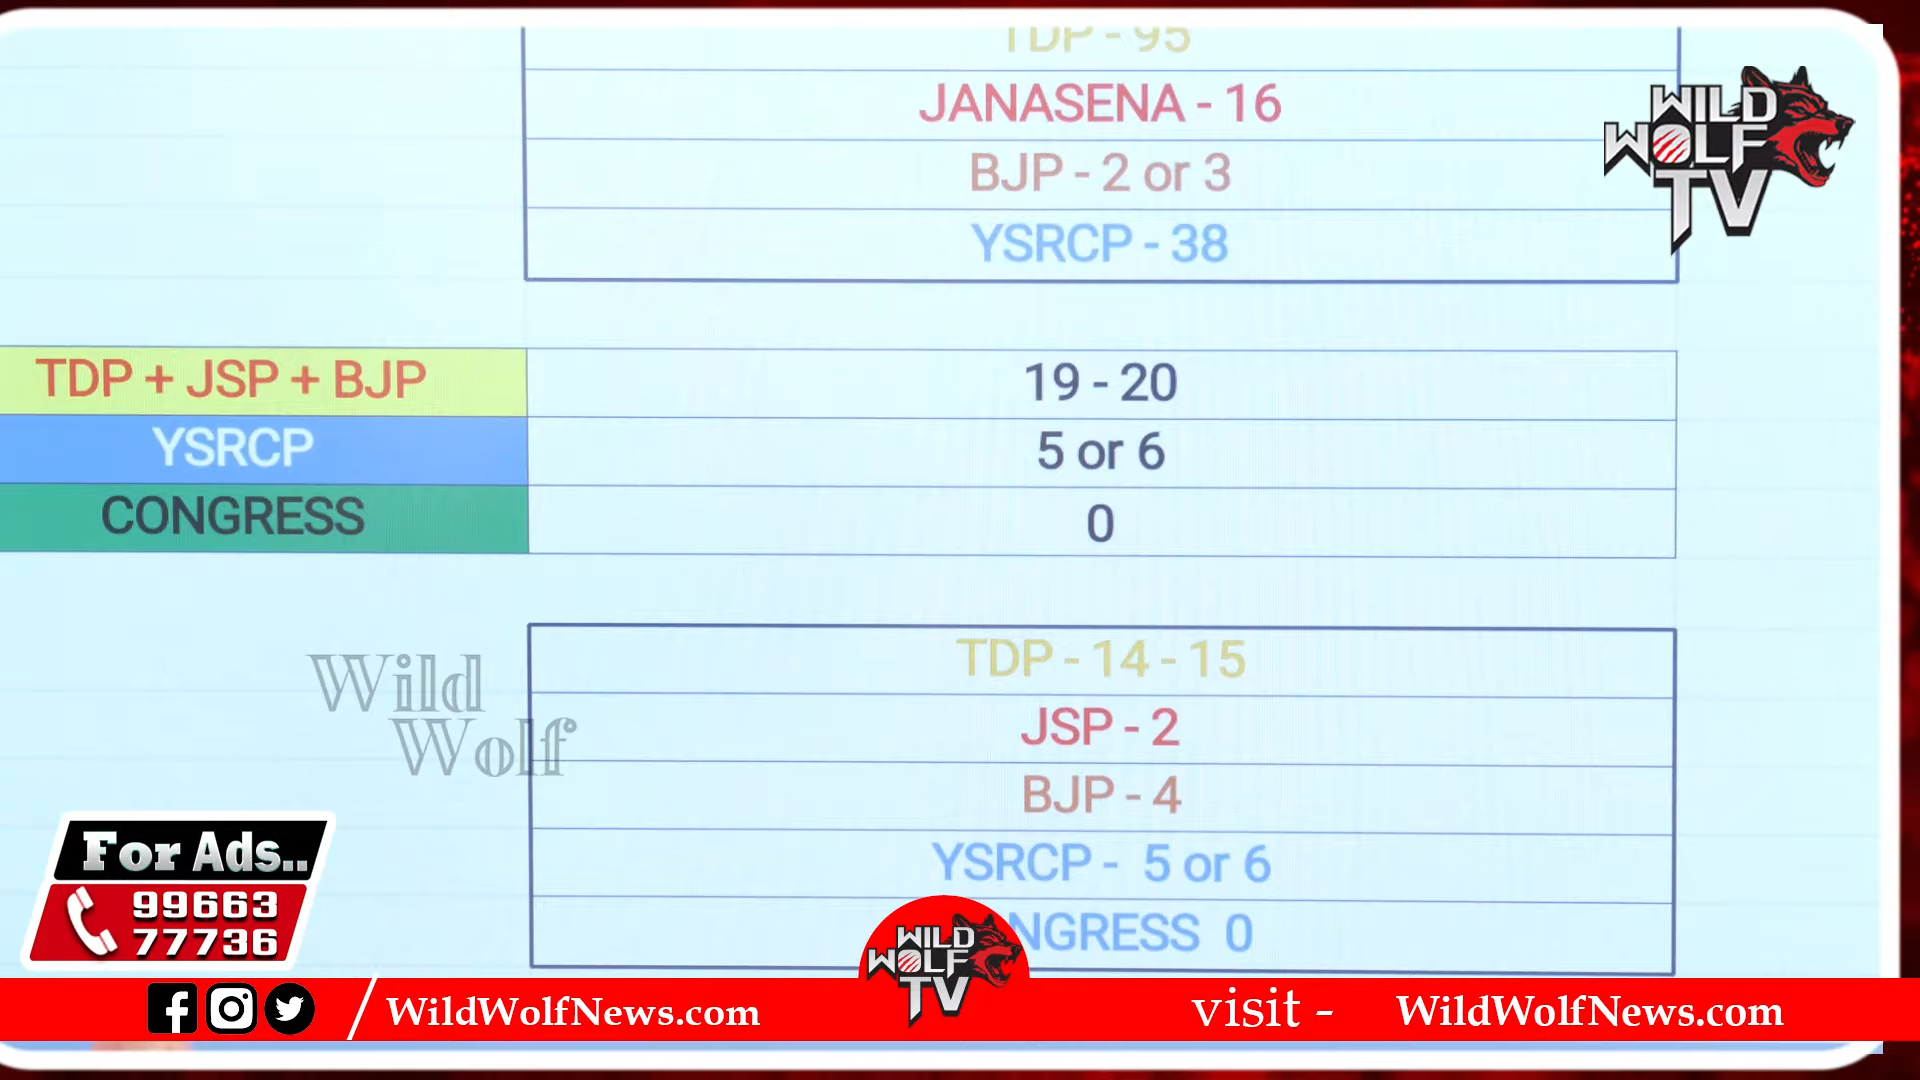 TDP - 95
JANASENA - 16
BJP - 2 or 3
YSRCP - 38
WILD
WOLF
TV
TDP + JSP + BJP 19 - 20
YSRCP 5 or 6
CONGRESS 0
TDP - 14 - 15
JSP - 2
BJP - 4
YSRCP - 5 or 6
NGRESS 0
Wild
Wolf
For Ads..
99663
77736
WILD
WOLF
TV
WildWolfNews.com
visit - WildWolfNews.com